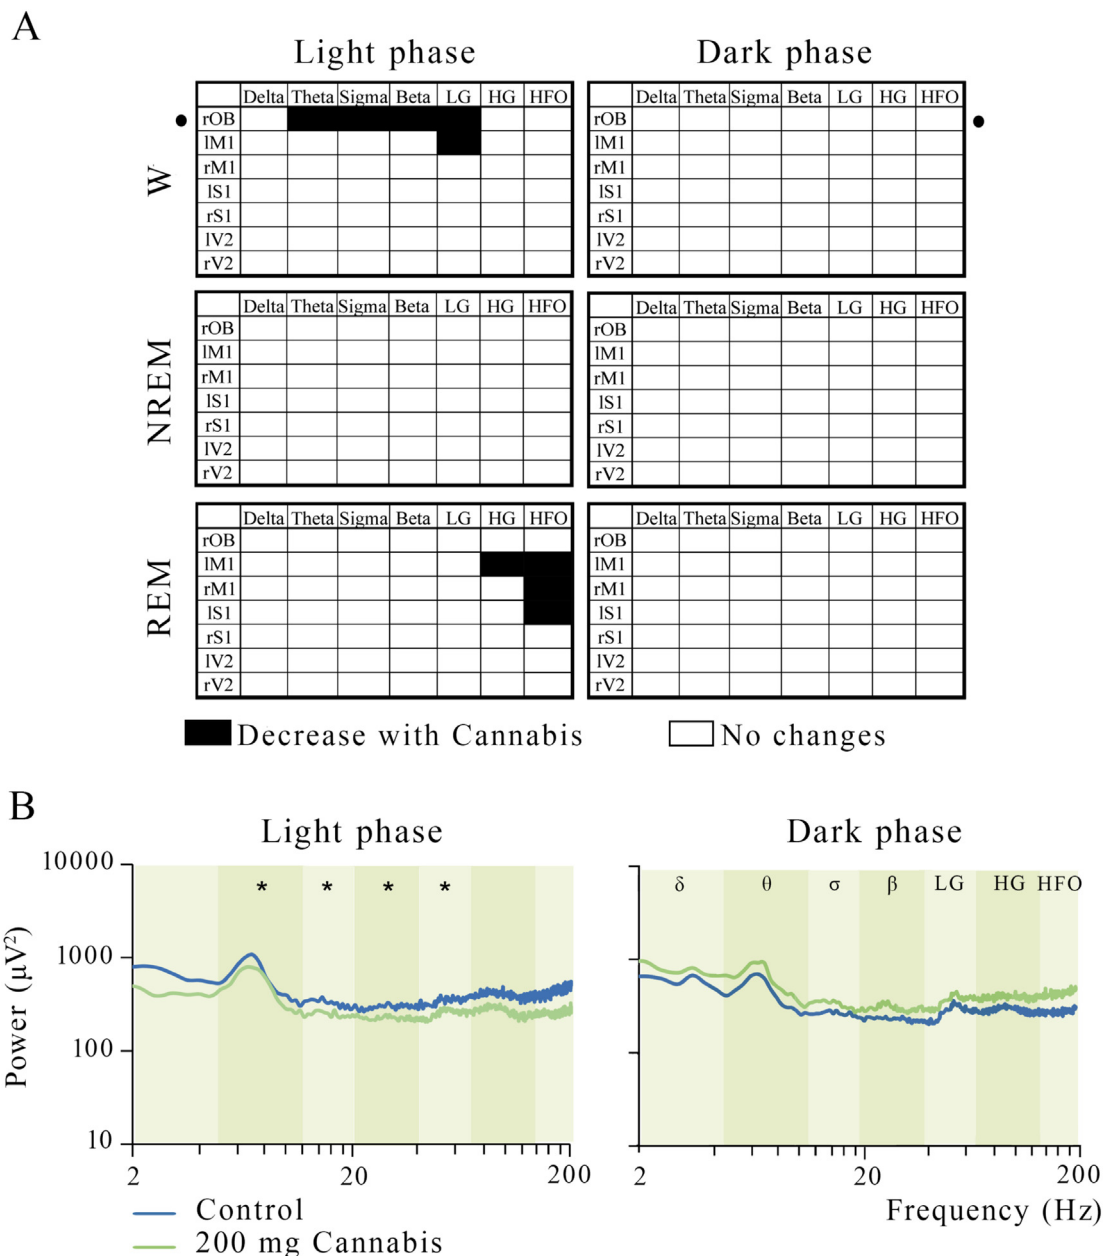 A
Light phase
Dark phase
Delta Theta Sigma Beta LG HG HFO
Delta Theta Sigma Beta LG HG HFO
W
rOB
lM1
rM1
lS1
rS1
lV2
rV2
rOB
lM1
rM1
lS1
rS1
lV2
rV2
Delta Theta Sigma Beta LG HG HFO
Delta Theta Sigma Beta LG HG HFO
NREM
rOB
lM1
rM1
lS1
rS1
lV2
rV2
rOB
lM1
rM1
lS1
rS1
lV2
rV2
Delta Theta Sigma Beta LG HG HFO
Delta Theta Sigma Beta LG HG HFO
REM
rOB
lM1
rM1
lS1
rS1
lV2
rV2
rOB
lM1
rM1
lS1
rS1
lV2
rV2
Decrease with Cannabis
No changes
B
Light phase
Dark phase
Power (µV²)
10000
1000
100
10
* * * *
δ θ σ β LG HG HFO
2 20 200
2 20 200
Frequency (Hz)
Control
200 mg Cannabis